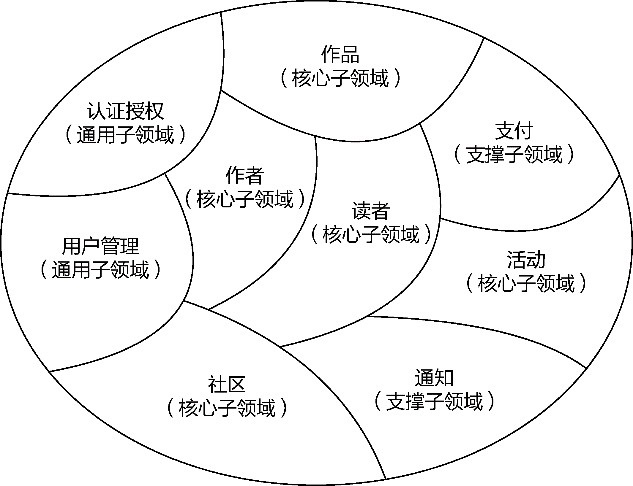 作品
（核心子领域）
认证授权
（通用子领域）
支付
（支撑子领域）
作者
（核心子领域）
读者
（核心子领域）
用户管理
（通用子领域）
活动
（核心子领域）
社区
（核心子领域）
通知
（支撑子领域）